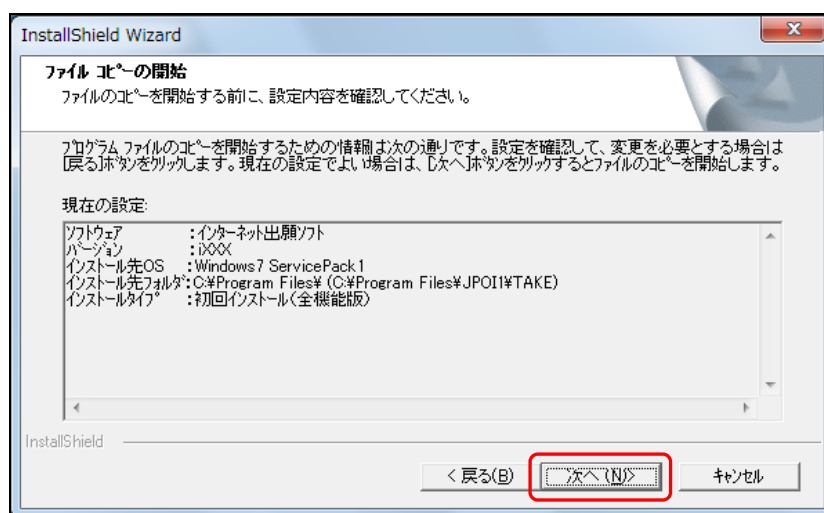 InstallShield Wizard
ファイル コピーの開始
ファイルのコピーを開始する前に、設定内容を確認してください。
プログラム ファイルのコピーを開始するための情報は次の通りです。設定を確認して、変更を必要とする場合は
[戻る]ボタンをクリックします。現在の設定でよい場合は、[次へ]ボタンをクリックするとファイルのコピーを開始します。
現在の設定:
ソフトウェア :インターネット出願ソフト
バージョン :iXXX
インストール先OS :Windows7 ServicePack1
インストール先フォルダ:C:¥Program Files¥ (C:¥Program Files¥JPOI1¥TAKE)
インストールタイプ :初回インストール(全機能版)
InstallShield
< 戻る(B) 次へ(N)> キャンセル